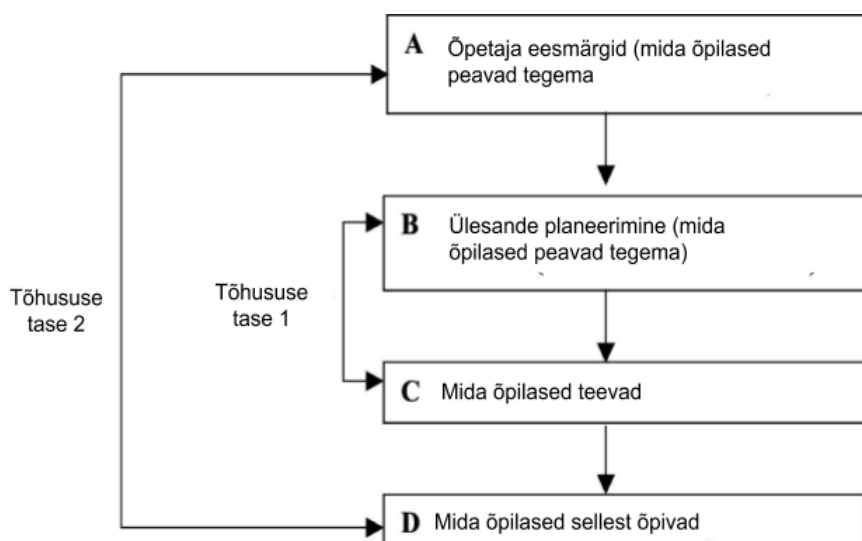 A Õpetaja eesmärgid (mida õpilased
peavad tegema
B Ülesande planeerimine (mida
õpilased peavad tegema)
Tõhususe
tase 2
Tõhususe
tase 1
C Mida õpilased teevad
D Mida õpilased sellest õpivad